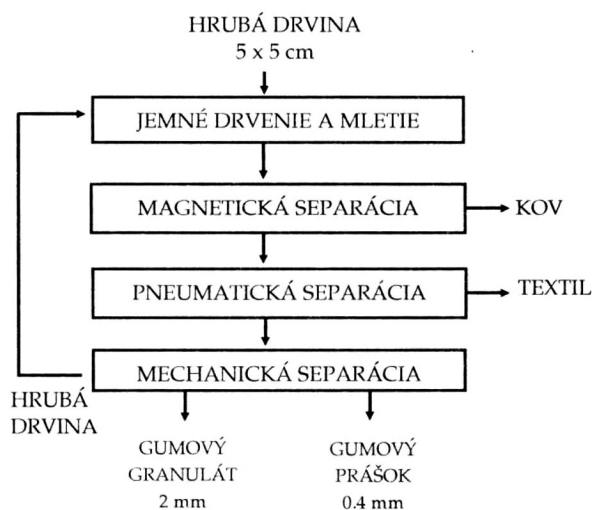 HRUBÁ DRVINA
5 x 5 cm
JEMNÉ DRVENIE A MLETIE
MAGNETICKÁ SEPARÁCIA
KOV
PNEUMATICKÁ SEPARÁCIA
TEXTIL
MECHANICKÁ SEPARÁCIA
HRUBÁ
DRVINA
GUMOVÝ
GRANULÁT
2 mm
GUMOVÝ
PRÁŠOK
0.4 mm